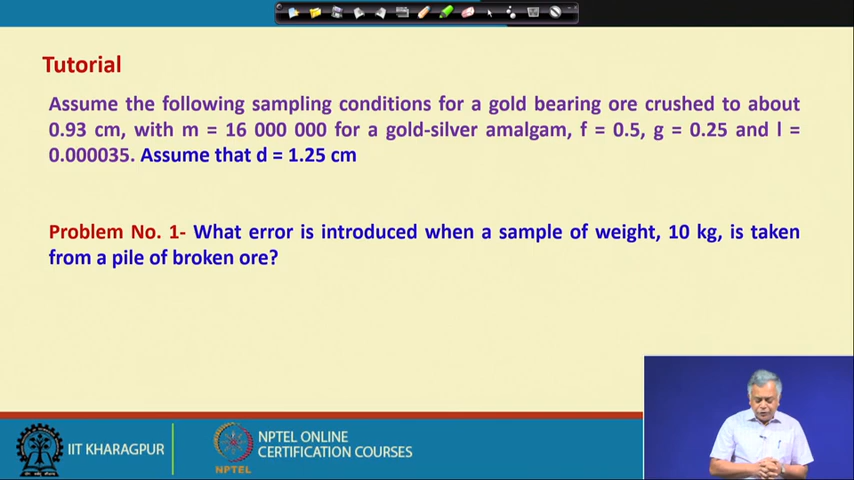 Tutorial
Assume the following sampling conditions for a gold bearing ore crushed to about
0.93 cm, with m = 16 000 000 for a gold-silver amalgam, f = 0.5, g = 0.25 and l =
0.000035. Assume that d = 1.25 cm
Problem No. 1- What error is introduced when a sample of weight, 10 kg, is taken
from a pile of broken ore?
IIT KHARAGPUR
NPTEL
NPTEL ONLINE
CERTIFICATION COURSES